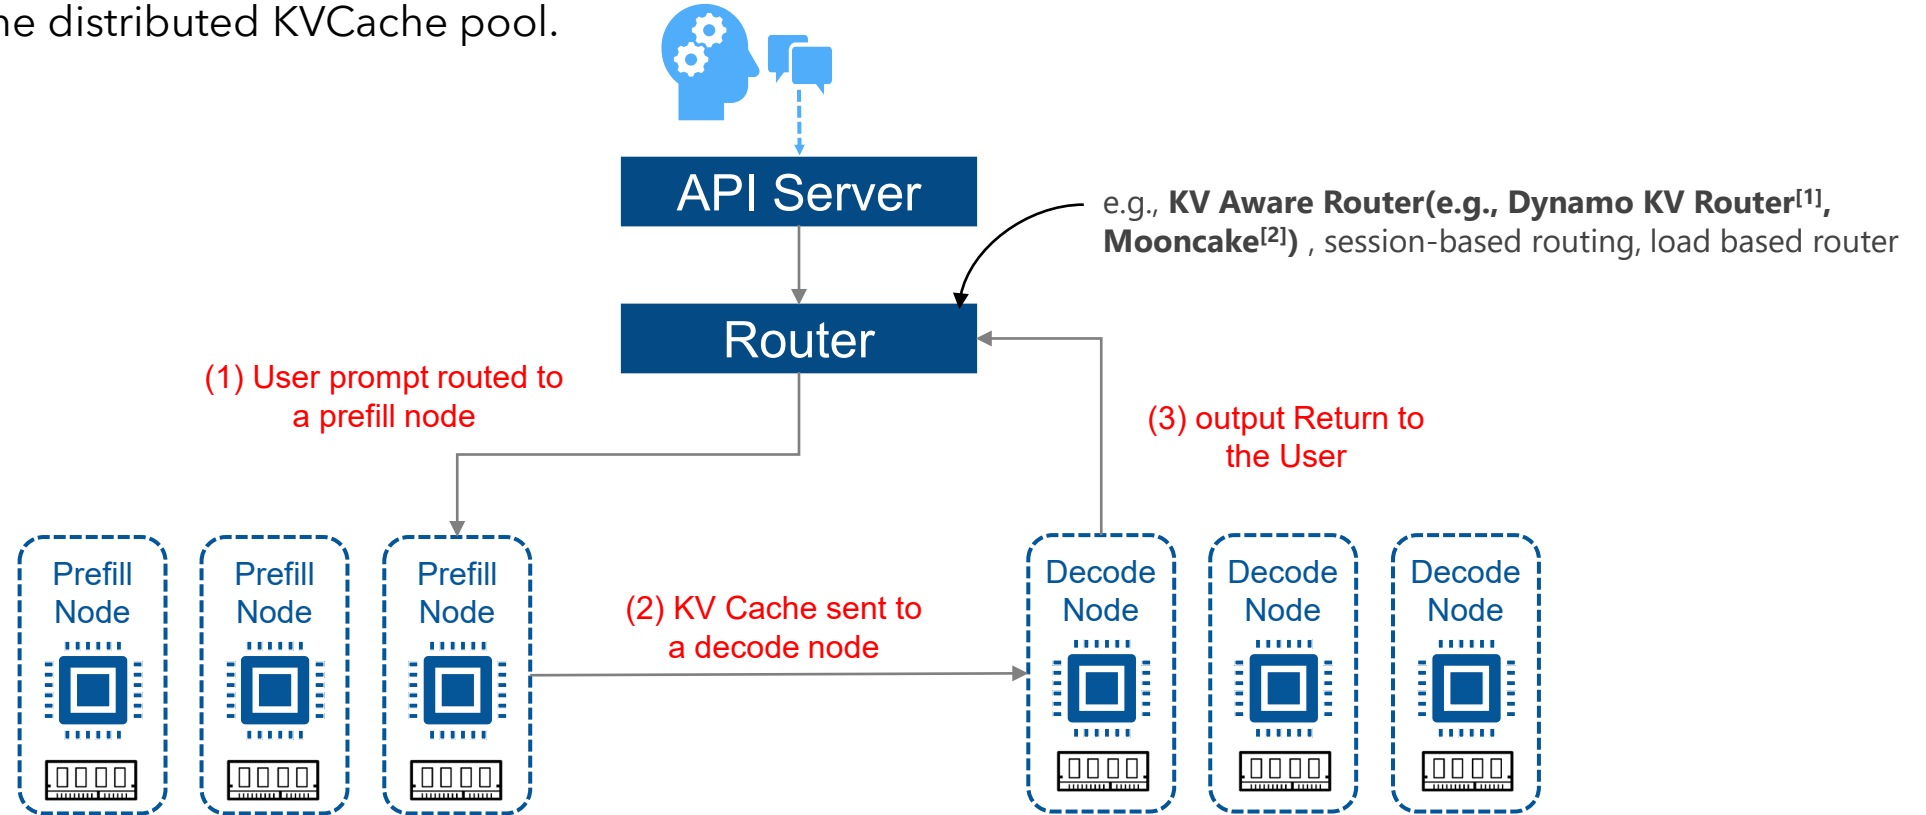 he distributed KVCache pool.
API Server
e.g., KV Aware Router(e.g., Dynamo KV Router[1],
Mooncake[2]) , session-based routing, load based router
Router
(1) User prompt routed to
a prefill node
(3) output Return to
the User
Prefill
Node
Prefill
Node
Prefill
Node
(2) KV Cache sent to
a decode node
Decode
Node
Decode
Node
Decode
Node